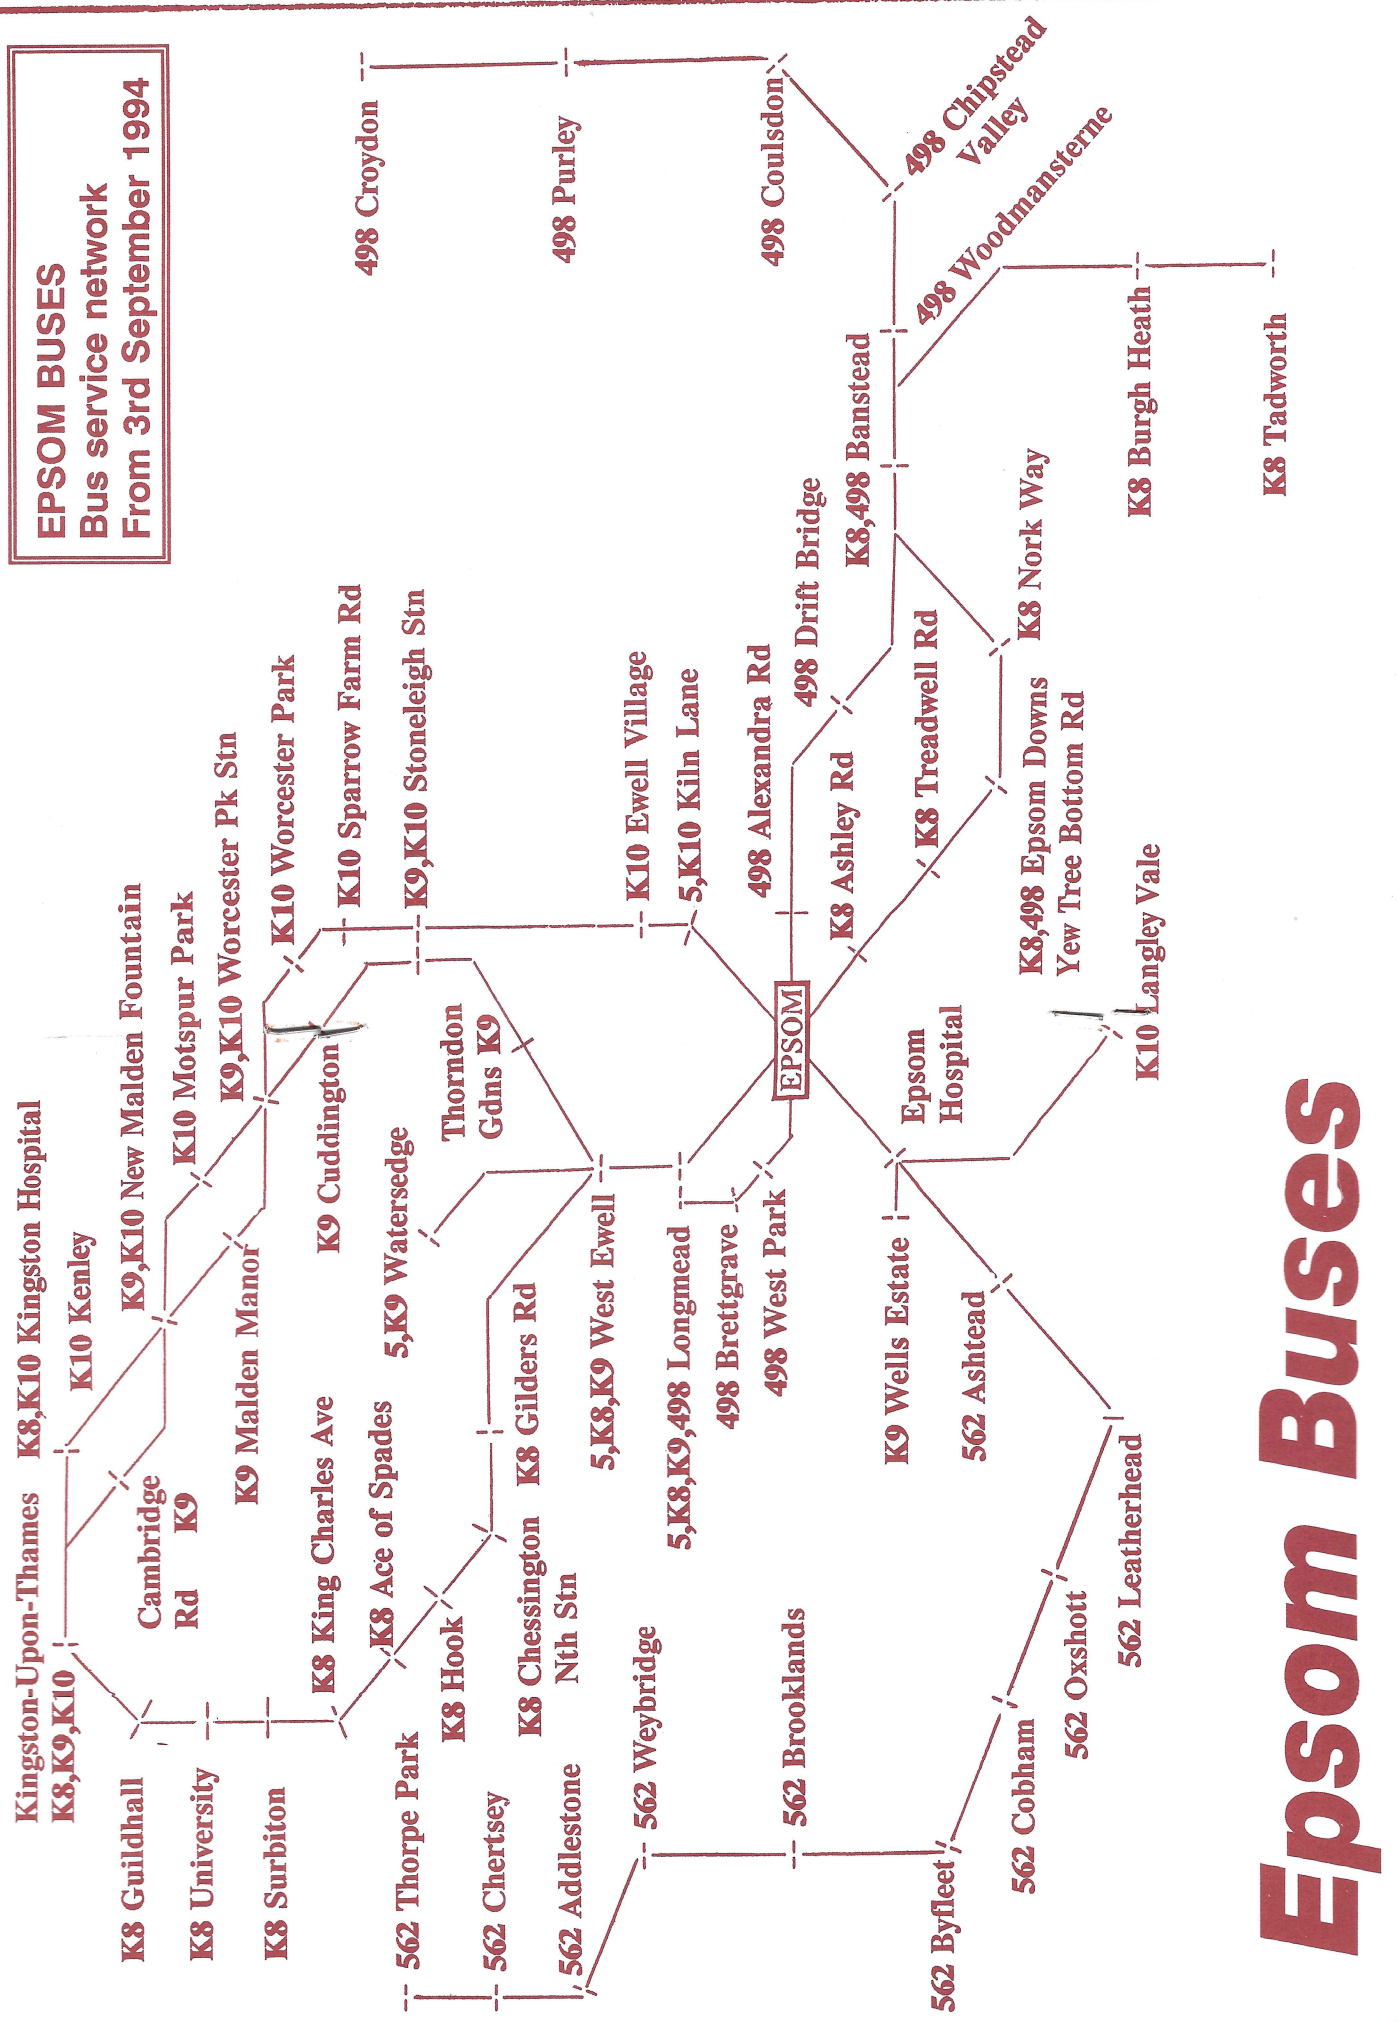 EPSOM BUSES
Bus service network
From 3rd September 1994
Kingston-Upon-Thames
K8,K9,K10
K8,K10 Kingston Hospital
K10 Kenley
K9,K10 New Malden Fountain
K10 Motspur Park
K9,K10 Worcester Pk Stn
K10 Worcester Park
K10 Sparrow Farm Rd
K9,K10 Stoneleigh Stn
Cambridge
Rd K9
K9 Malden Manor
K9 Cuddington
Thorndon
Gdns K9
5,K9 Watersedge
K8 Guildhall
K8 University
K8 Surbiton
K8 King Charles Ave
K8 Ace of Spades
K8 Hook
K8 Chessington
Nth Stn
K8 Gilders Rd
5,K8,K9 West Ewell
5,K8,K9,498 Longmead
498 Brettgrave
498 West Park
K10 Ewell Village
5,K10 Kiln Lane
498 Alexandra Rd
498 Drift Bridge
K8,498 Banstead
498 Woodmansterne
498 Chipstead
Valley
498 Coulsdon
498 Purley
498 Croydon
EPSOM
K8 Ashley Rd
K8 Treadwell Rd
K8,498 Epsom Downs
Yew Tree Bottom Rd
K8 Nork Way
K8 Burgh Heath
K8 Tadworth
Epsom
Hospital
K10 Langley Vale
K9 Wells Estate
562 Ashtead
562 Leatherhead
562 Oxshott
562 Cobham
562 Byfleet
562 Brooklands
562 Weybridge
562 Addlestone
562 Chertsey
562 Thorpe Park
Epsom Buses